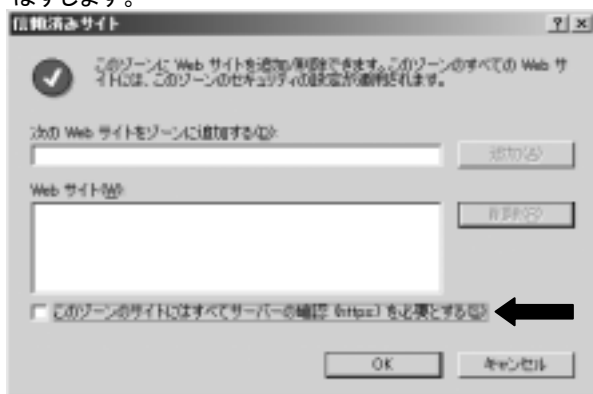 はずします。
信頼済みサイト
このゾーンに Web サイトを追加/削除できます。このゾーンのすべての Web サ
イトには、このゾーンのセキュリティの設定が適用されます。
次の Web サイトをゾーンに追加する(D):
追加(A)
Web サイト(W):
削除(R)
このゾーンのサイトにはすべてサーバーの確認 (https:) を必要とする(S)
OK
キャンセル